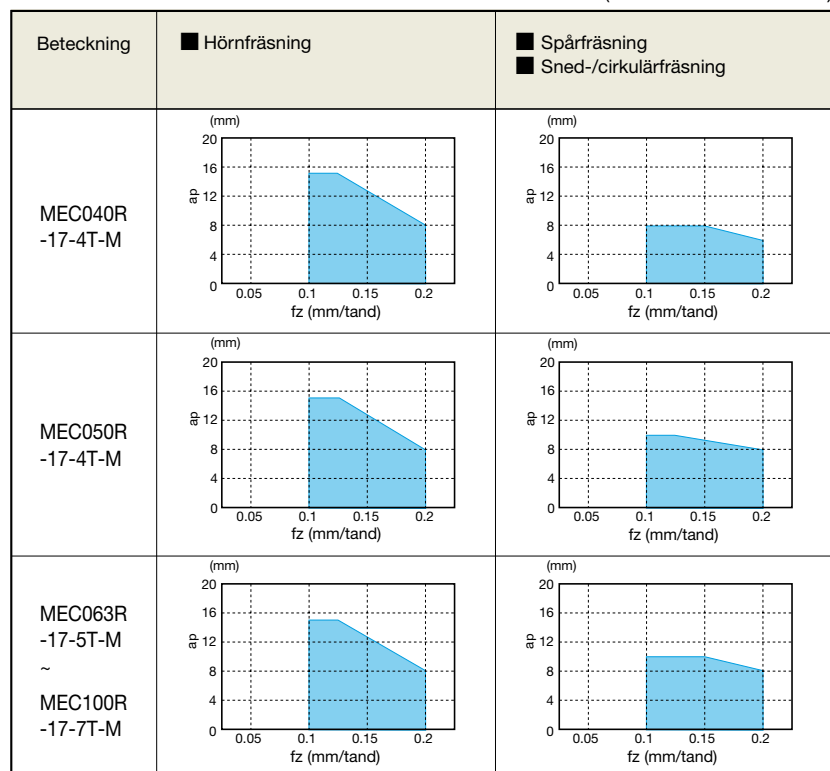 Beteckning
■ Hörnfräsning
■ Spårfräsning
■ Sned-/cirkulärfräsning
MEC040R
-17-4T-M
(mm)
20
16
12
8
4
0
ap
0.05 0.1 0.15 0.2
fz (mm/tand)
(mm)
20
16
12
8
4
0
ap
0.05 0.1 0.15 0.2
fz (mm/tand)
MEC050R
-17-4T-M
(mm)
20
16
12
8
4
0
ap
0.05 0.1 0.15 0.2
fz (mm/tand)
(mm)
20
16
12
8
4
0
ap
0.05 0.1 0.15 0.2
fz (mm/tand)
MEC063R
-17-5T-M
~
MEC100R
-17-7T-M
(mm)
20
16
12
8
4
0
ap
0.05 0.1 0.15 0.2
fz (mm/tand)
(mm)
20
16
12
8
4
0
ap
0.05 0.1 0.15 0.2
fz (mm/tand)